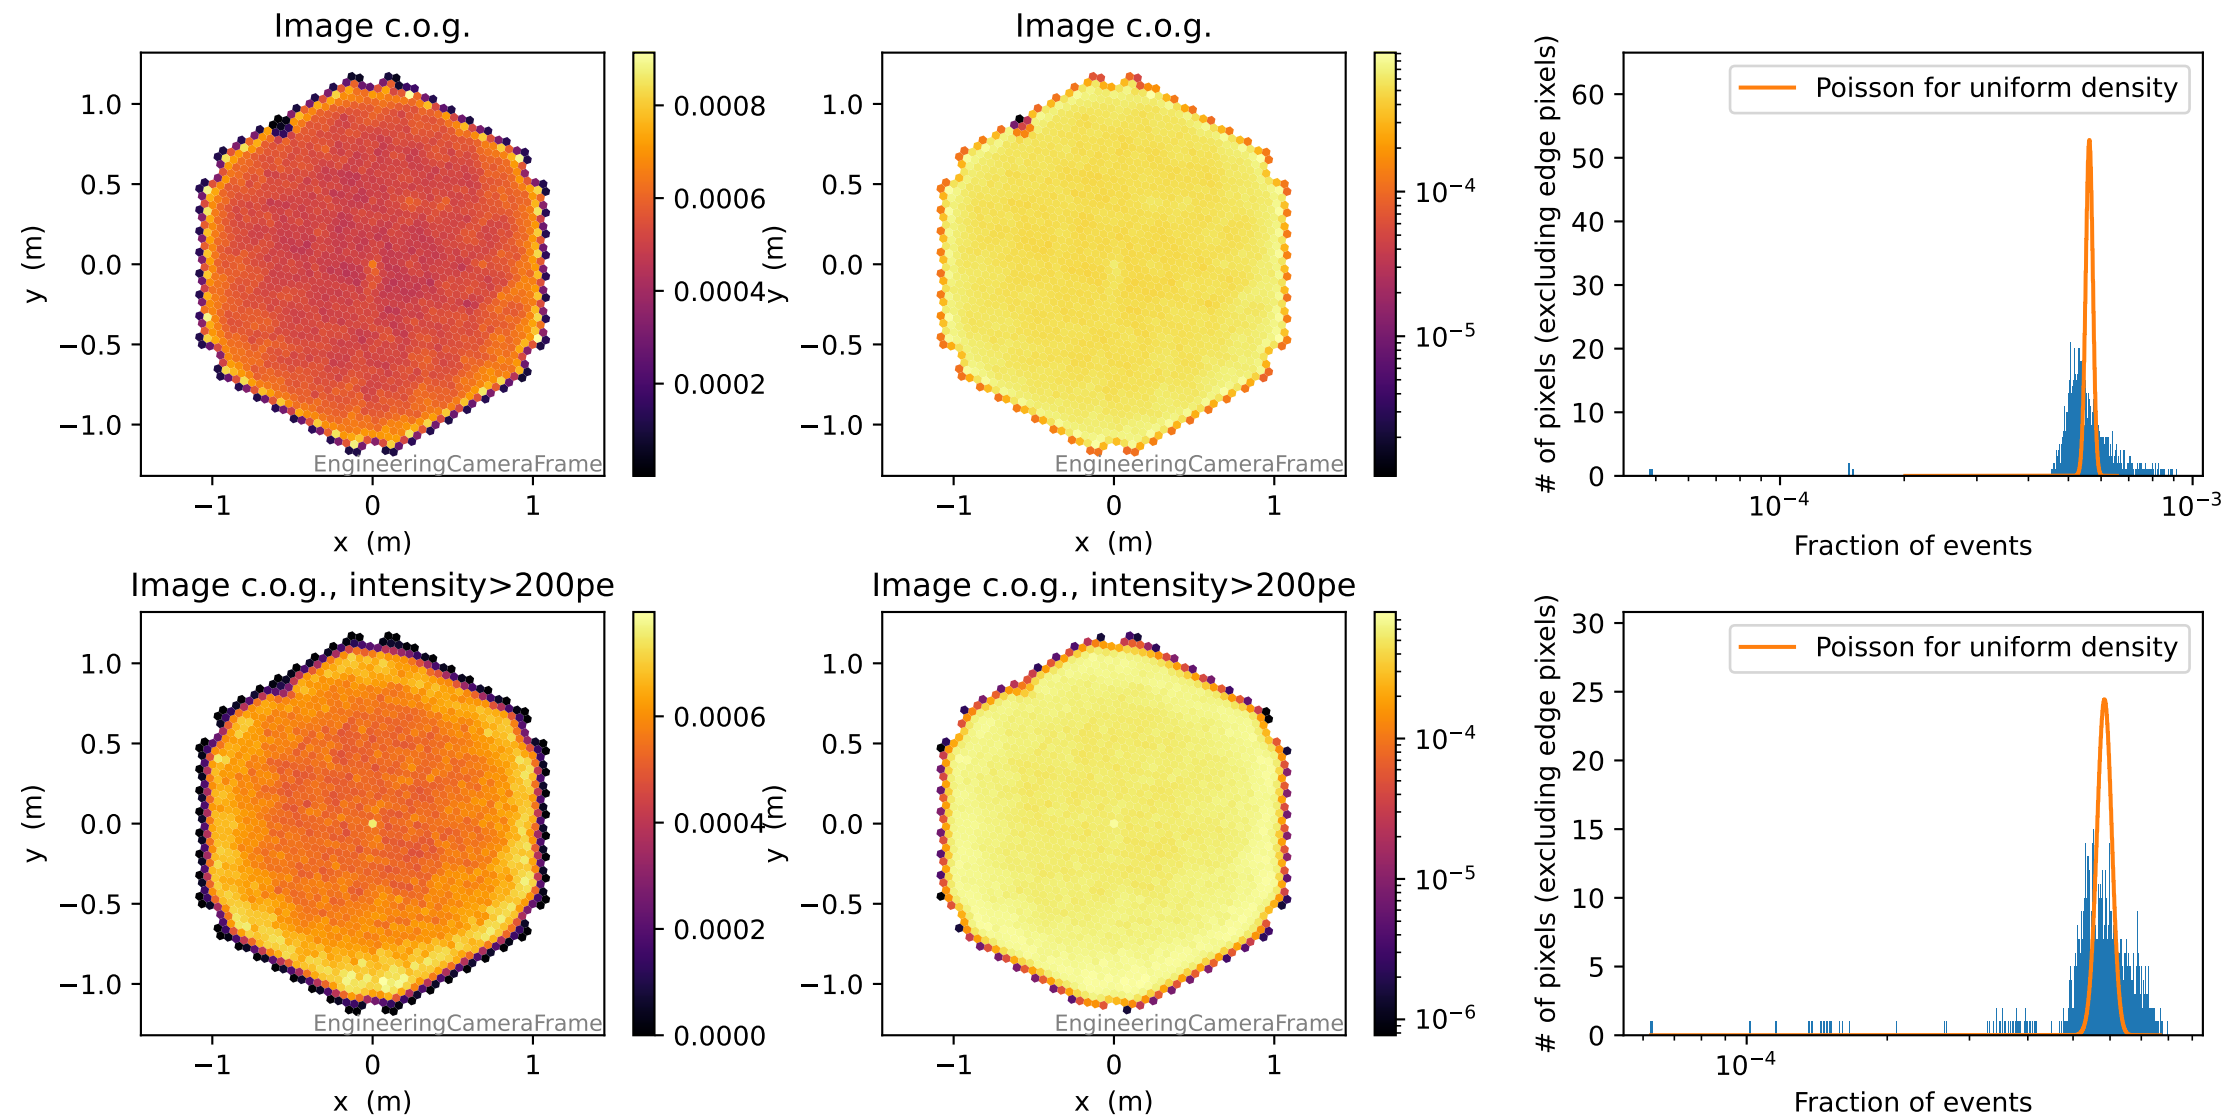 Image c.o.g.
1.0
0.5
0.0
−0.5
−1.0
y (m)
−1
0
1
x (m)
EngineeringCameraFrame
0.0008
0.0006
0.0004
0.0002
Image c.o.g.
1.0
0.5
0.0
−0.5
−1.0
y (m)
−1
0
1
x (m)
EngineeringCameraFrame
10⁻⁴
10⁻⁵
# of pixels (excluding edge pixels)
60
50
40
30
20
10
0
Poisson for uniform density
10⁻⁴
10⁻³
Fraction of events
Image c.o.g., intensity>200pe
1.0
0.5
0.0
−0.5
−1.0
y (m)
−1
0
1
x (m)
EngineeringCameraFrame
0.0006
0.0004
0.0002
0.0000
Image c.o.g., intensity>200pe
1.0
0.5
0.0
−0.5
−1.0
y (m)
−1
0
1
x (m)
EngineeringCameraFrame
10⁻⁴
10⁻⁵
10⁻⁶
# of pixels (excluding edge pixels)
30
25
20
15
10
5
0
Poisson for uniform density
10⁻⁴
Fraction of events